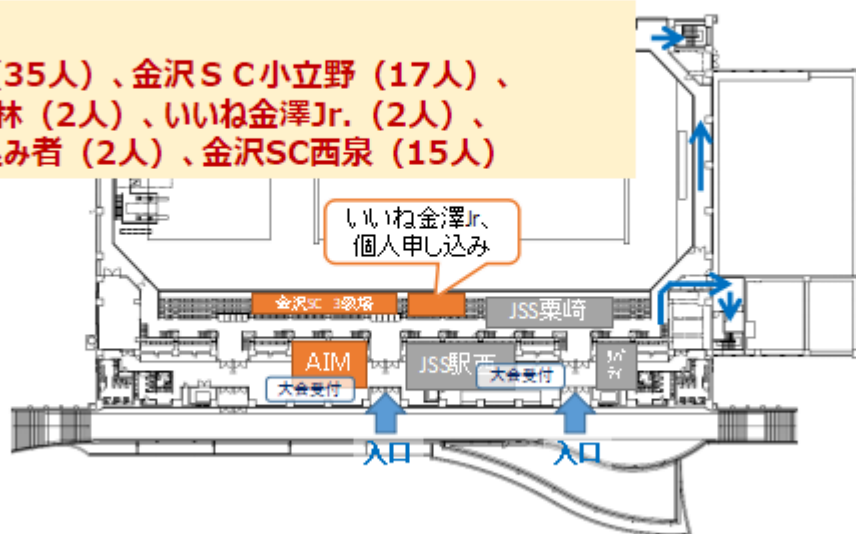 (35人)、金沢SC小立野(17人)、
林(2人)、いいね金澤Jr.(2人)、
み者(2人)、金沢SC西泉(15人)
いいね金澤Jr、
個人申し込み
金沢SC 3教場
JSS粟崎
AIM
JSS駅西
大会受付
大会受付
入口
入口